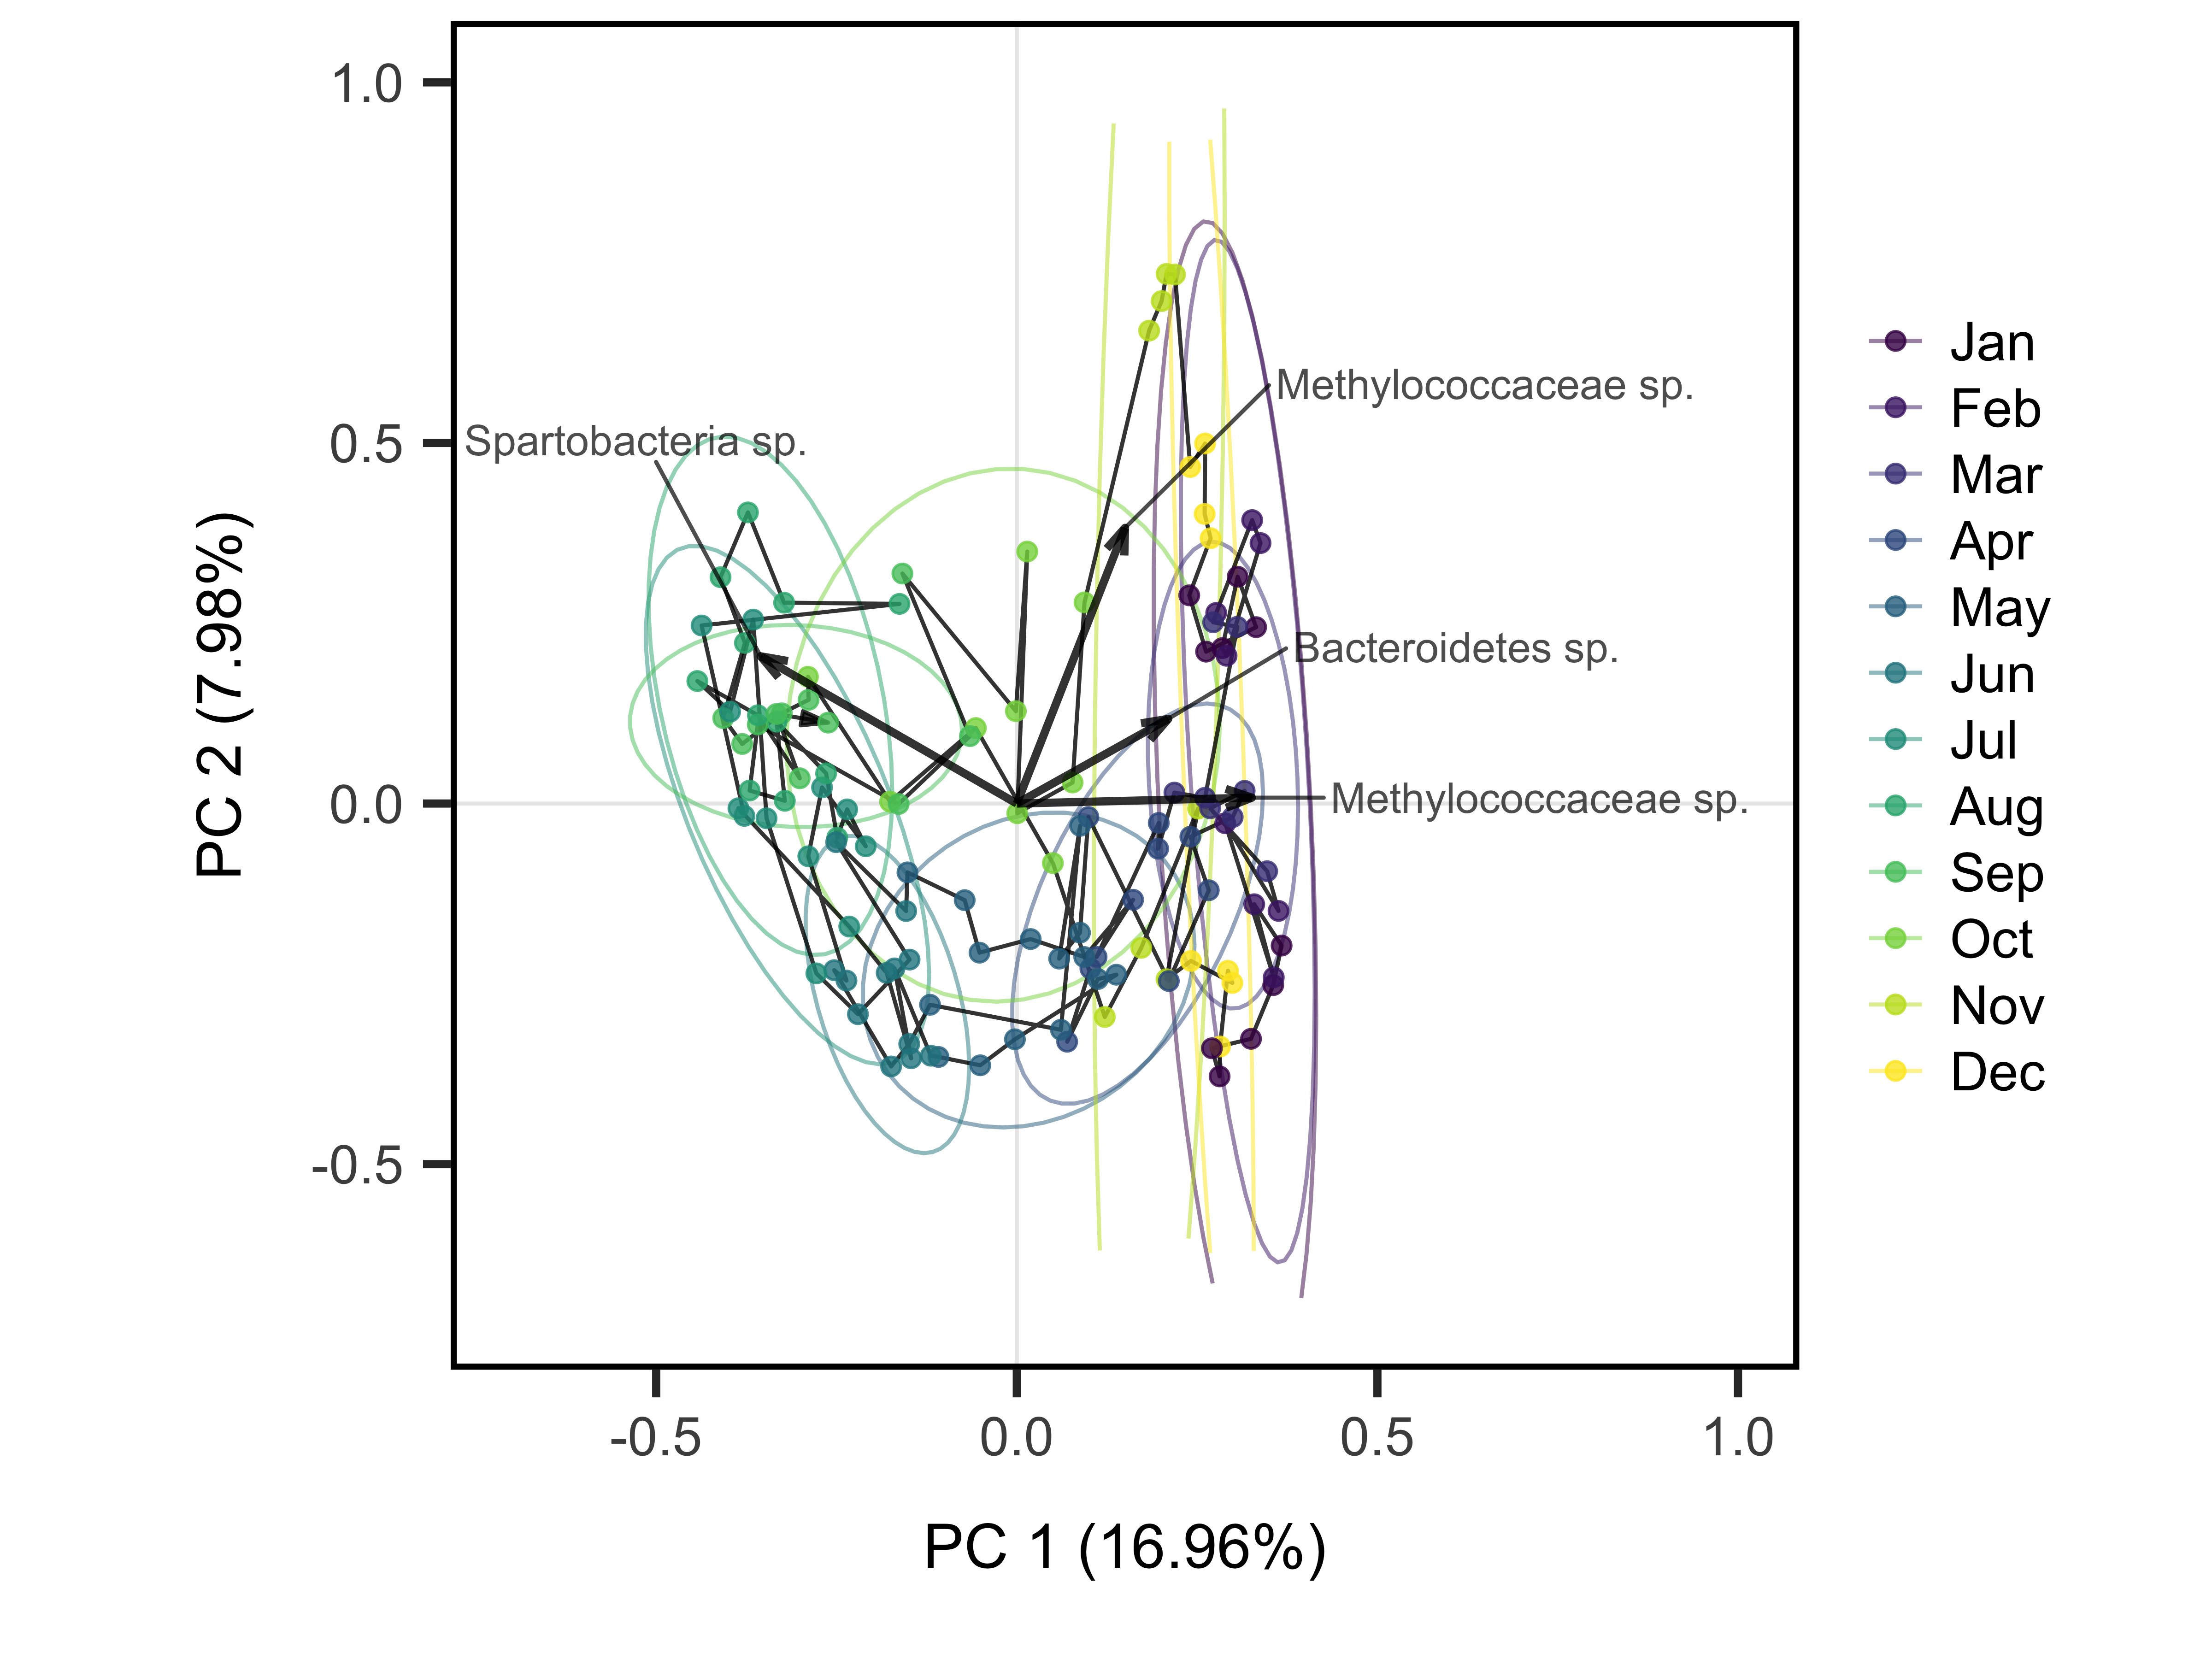 1.0
0.5
0.0
-0.5
PC 2 (7.98%)
Spartobacteria sp.
Methylococcaceae sp.
Bacteroidetes sp.
Methylococcaceae sp.
-0.5
0.0
0.5
1.0
PC 1 (16.96%)
Jan
Feb
Mar
Apr
May
Jun
Jul
Aug
Sep
Oct
Nov
Dec